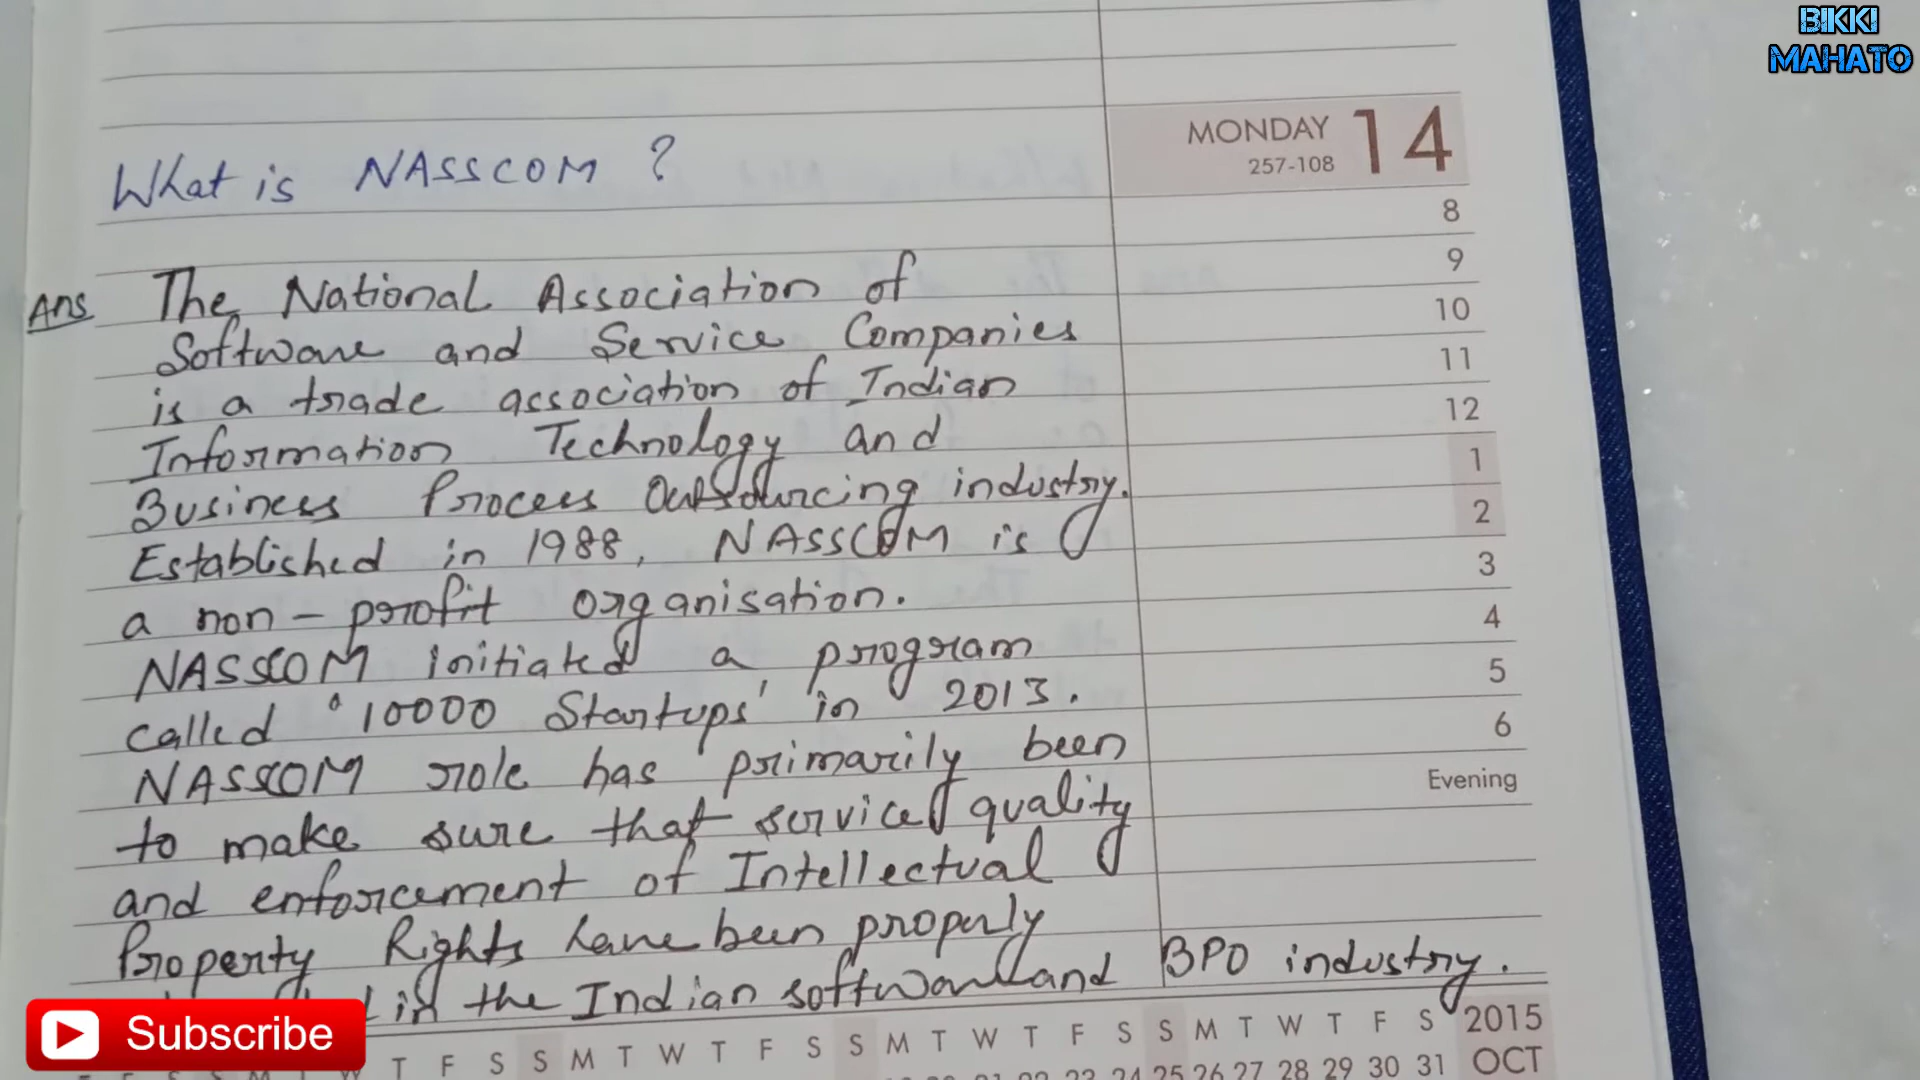 BIKKI
MAHATO
MONDAY 14
257-108
What is NASSCOM ?
8
Ans The National Association of
9
Software and Service Companies
10
is a trade association of Indian
11
Information Technology and
12
Business Process Outsourcing industry.
1
Established in 1988, NASSCOM is
2
a non-profit organisation.
3
NASSCOM initiated a program
4
called '10000 Startups' in 2013.
5
NASSCOM role has primarily been
6
to make sure that service quality
Evening
and enforcement of Intellectual
Property Rights have been properly
in the Indian software and BPO industry.
Subscribe
T F S S M T W T F S S M T W T F S S M T W T F S 2015
23 24 25 26 27 28 29 30 31 OCT